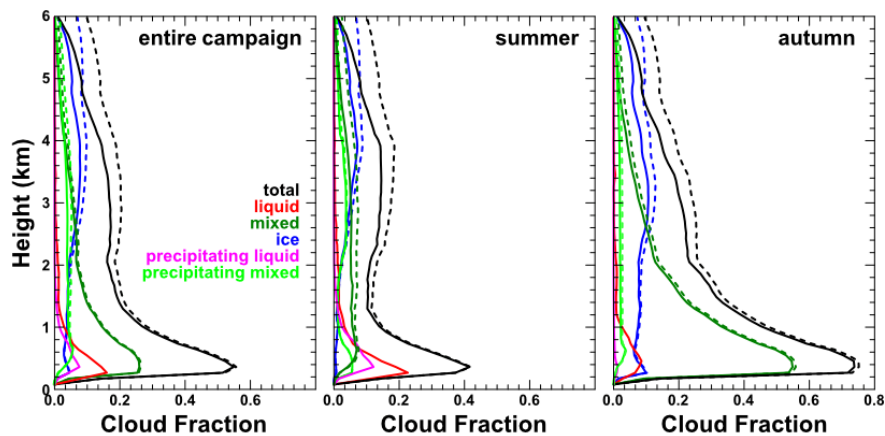 entire campaign
summer
autumn
6
5
4
3
2
1
0
Height (km)
total
liquid
mixed
ice
precipitating liquid
precipitating mixed
0.0 0.2 0.4 0.6
0.0 0.2 0.4 0.6
0.0 0.2 0.4 0.6 0.8
Cloud Fraction
Cloud Fraction
Cloud Fraction